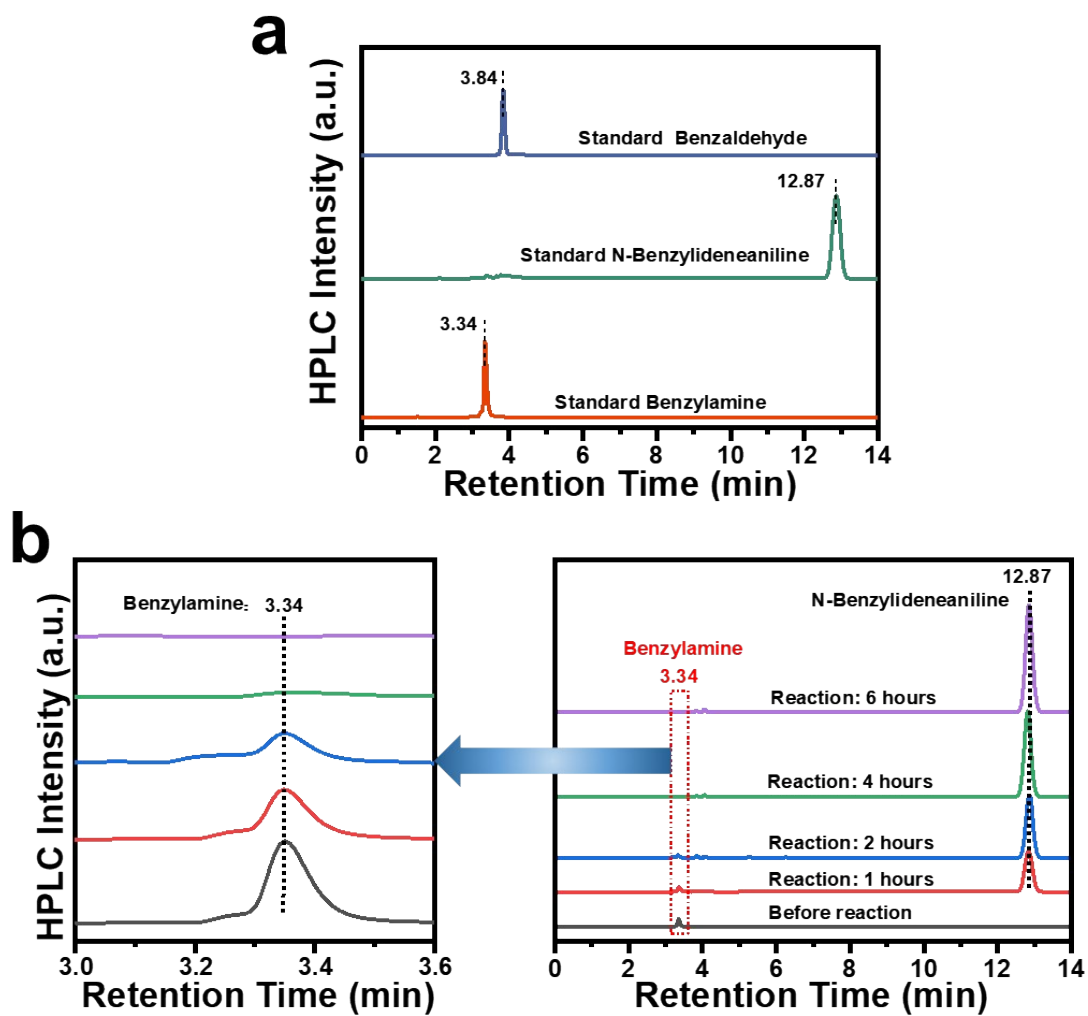 a
HPLC Intensity (a.u.)
3.84
Standard Benzaldehyde
12.87
Standard N-Benzylideneaniline
3.34
Standard Benzylamine
0 2 4 6 8 10 12 14
Retention Time (min)
b
HPLC Intensity (a.u.)
Benzylamine: 3.34
3.0 3.2 3.4 3.6
Retention Time (min)
12.87
N-Benzylideneaniline
Benzylamine
3.34
Reaction: 6 hours
Reaction: 4 hours
Reaction: 2 hours
Reaction: 1 hours
Before reaction
0 2 4 6 8 10 12 14
Retention Time (min)